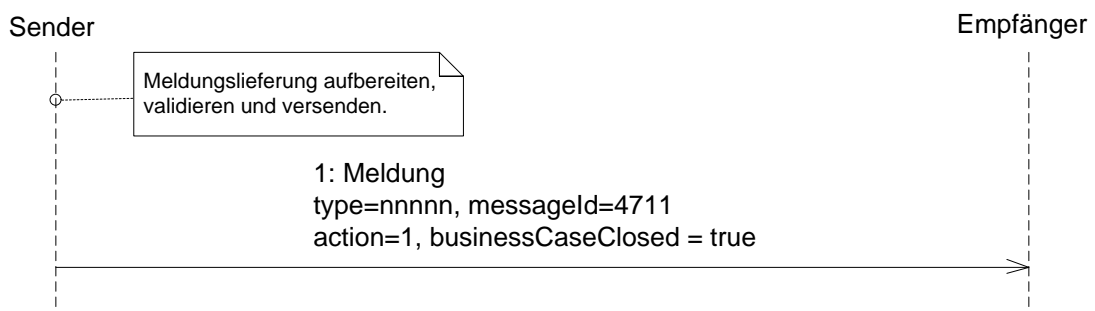 Sender
Empfänger
Meldungslieferung aufbereiten,
validieren und versenden.
1: Meldung
type=nnnnn, messageId=4711
action=1, businessCaseClosed = true